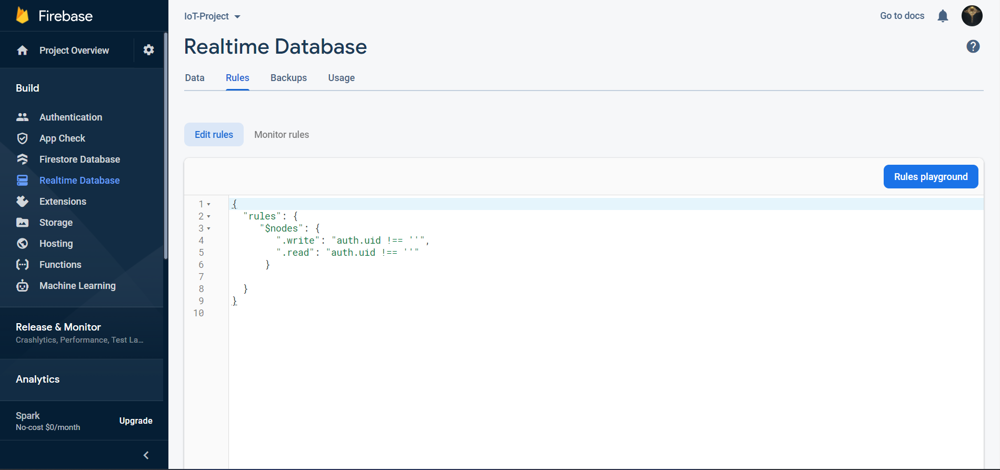 Firebase
Project Overview
Build
Authentication
App Check
Firestore Database
Realtime Database
Extensions
Storage
Hosting
Functions
Machine Learning
Release & Monitor
Crashlytics, Performance, Test La...
Analytics
Spark
No-cost $0/month
Upgrade
IoT-Project
Go to docs
Realtime Database
Data Rules Backups Usage
Edit rules Monitor rules
Rules playground
1 {
2 "rules": {
3 "$nodes": {
4 ".write": "auth.uid !== ''",
5 ".read": "auth.uid !== ''"
6 }
7
8 }
9 }
10